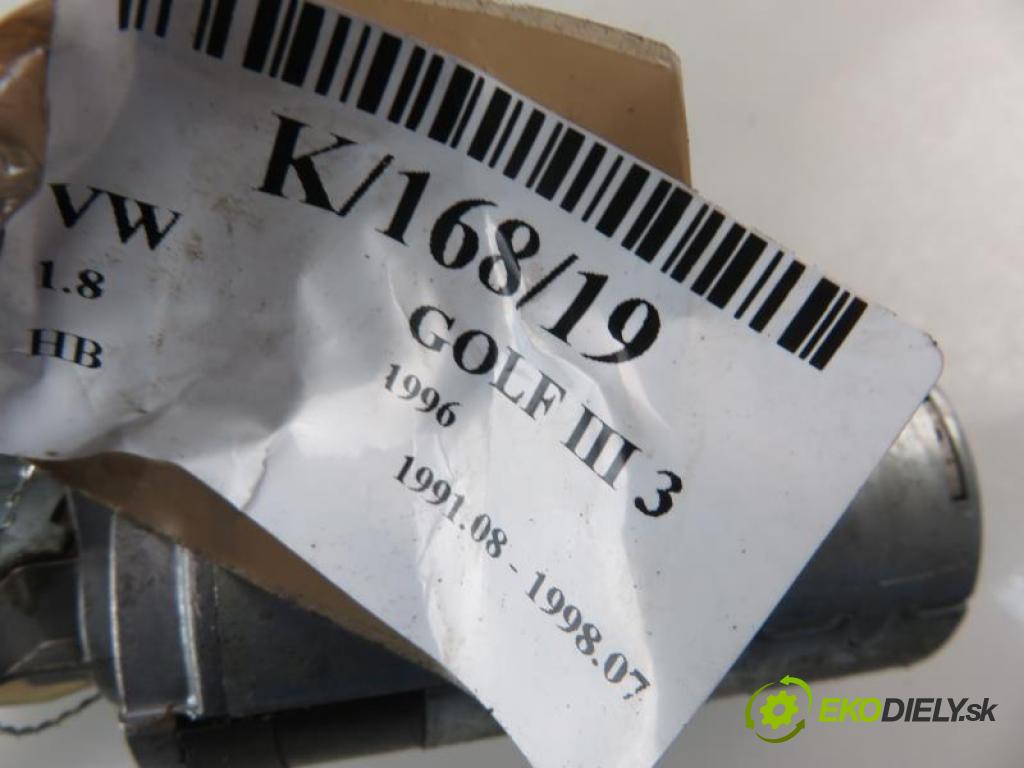 K/168/19
VW GOLF III 3
1.8 1996
HB 1991.08 - 1998.07
EKODIELY.sk